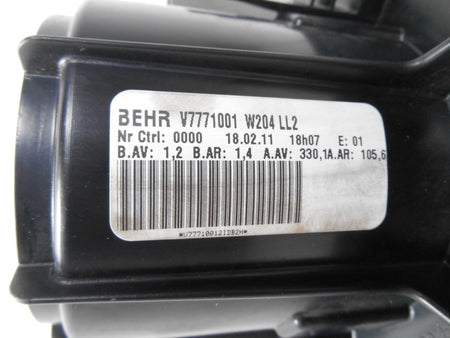 BEHR V7771001 W204 LL2
Nr Ctrl: 0000 18.02.11 18h07 E: 01
B.AV: 1,2 B.AR: 1,4 A.AV: 330,1A.AR: 105,6
*V77710012IDB2H*